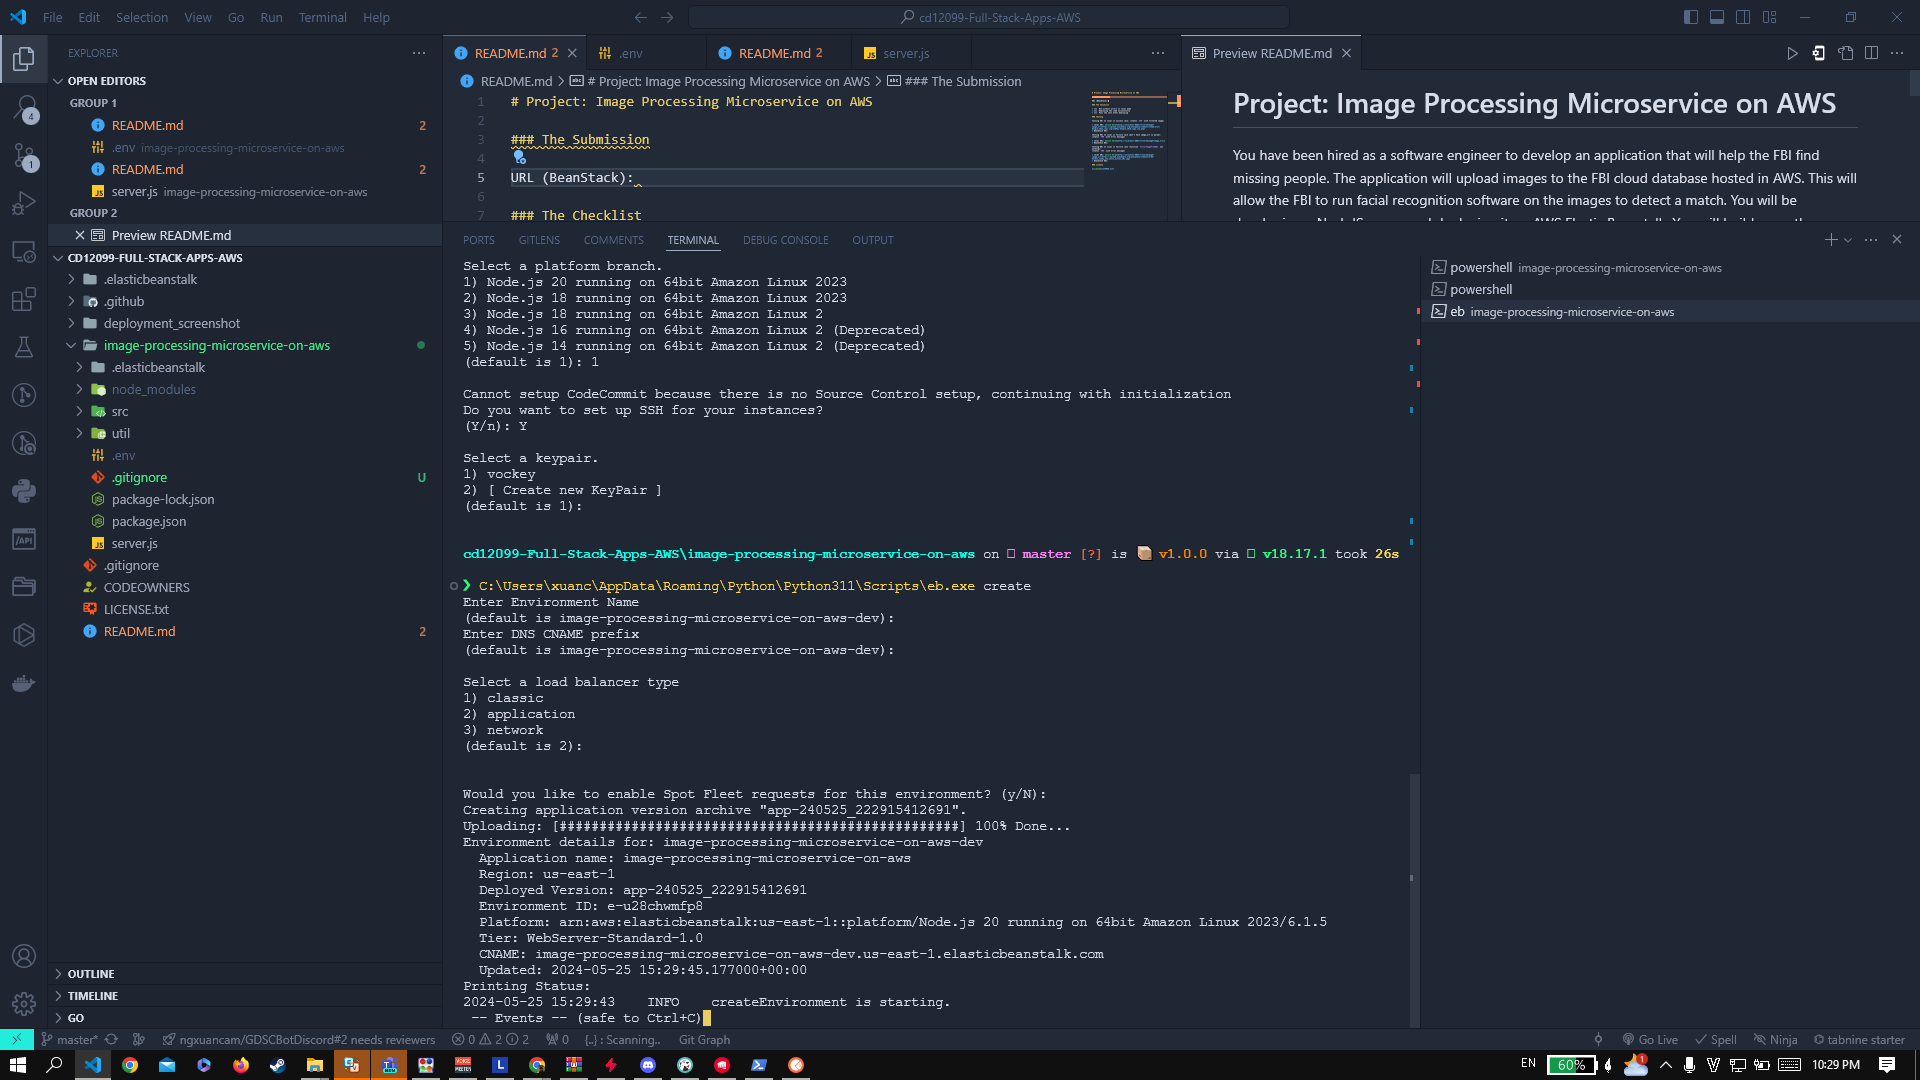 File Edit Selection View Go Run Terminal Help
cd12099-Full-Stack-Apps-AWS
EXPLORER
OPEN EDITORS
GROUP 1
README.md 2
.env image-processing-microservice-on-aws
README.md 2
server.js image-processing-microservice-on-aws
GROUP 2
Preview README.md
CD12099-FULL-STACK-APPS-AWS
.elasticbeanstalk
.github
deployment_screenshot
image-processing-microservice-on-aws
.elasticbeanstalk
node_modules
src
util
.env
.gitignore U
package-lock.json
package.json
server.js
.gitignore
CODEOWNERS
LICENSE.txt
README.md 2
OUTLINE
TIMELINE
GO
4
1
README.md 2
.env
README.md 2
server.js
README.md > # Project: Image Processing Microservice on AWS > ### The Submission
1 # Project: Image Processing Microservice on AWS
2
3 ### The Submission
4
5 URL (BeanStack):
6
7 ### The Checklist
Preview README.md
Project: Image Processing Microservice on AWS
You have been hired as a software engineer to develop an application that will help the FBI find
missing people. The application will upload images to the FBI cloud database hosted in AWS. This will
allow the FBI to run facial recognition software on the images to detect a match. You will be
PORTS GITLENS COMMENTS TERMINAL DEBUG CONSOLE OUTPUT
Select a platform branch.
1) Node.js 20 running on 64bit Amazon Linux 2023
2) Node.js 18 running on 64bit Amazon Linux 2023
3) Node.js 18 running on 64bit Amazon Linux 2
4) Node.js 16 running on 64bit Amazon Linux 2 (Deprecated)
5) Node.js 14 running on 64bit Amazon Linux 2 (Deprecated)
(default is 1): 1
Cannot setup CodeCommit because there is no Source Control setup, continuing with initialization
Do you want to set up SSH for your instances?
(Y/n): Y
Select a keypair.
1) vockey
2) [ Create new KeyPair ]
(default is 1):
cd12099-Full-Stack-Apps-AWS\image-processing-microservice-on-aws on master [?] is v1.0.0 via v18.17.1 took 26s
❯ C:\Users\xuanc\AppData\Roaming\Python\Python311\Scripts\eb.exe create
Enter Environment Name
(default is image-processing-microservice-on-aws-dev):
Enter DNS CNAME prefix
(default is image-processing-microservice-on-aws-dev):
Select a load balancer type
1) classic
2) application
3) network
(default is 2):
Would you like to enable Spot Fleet requests for this environment? (y/N):
Creating application version archive "app-240525_222915412691".
Uploading: [##################################################] 100% Done...
Environment details for: image-processing-microservice-on-aws-dev
Application name: image-processing-microservice-on-aws
Region: us-east-1
Deployed Version: app-240525_222915412691
Environment ID: e-u28chwmfp8
Platform: arn:aws:elasticbeanstalk:us-east-1::platform/Node.js 20 running on 64bit Amazon Linux 2023/6.1.5
Tier: WebServer-Standard-1.0
CNAME: image-processing-microservice-on-aws-dev.us-east-1.elasticbeanstalk.com
Updated: 2024-05-25 15:29:45.177000+00:00
Printing Status:
2024-05-25 15:29:43 INFO createEnvironment is starting.
-- Events -- (safe to Ctrl+C)
powershell image-processing-microservice-on-aws
powershell
eb image-processing-microservice-on-aws
master* ngxuancam/GDSCBotDiscord#2 needs reviewers 0 2 2 0 {..} : Scanning.. Git Graph
Go Live Spell Ninja tabnine starter
EN 60% 1 10:29 PM